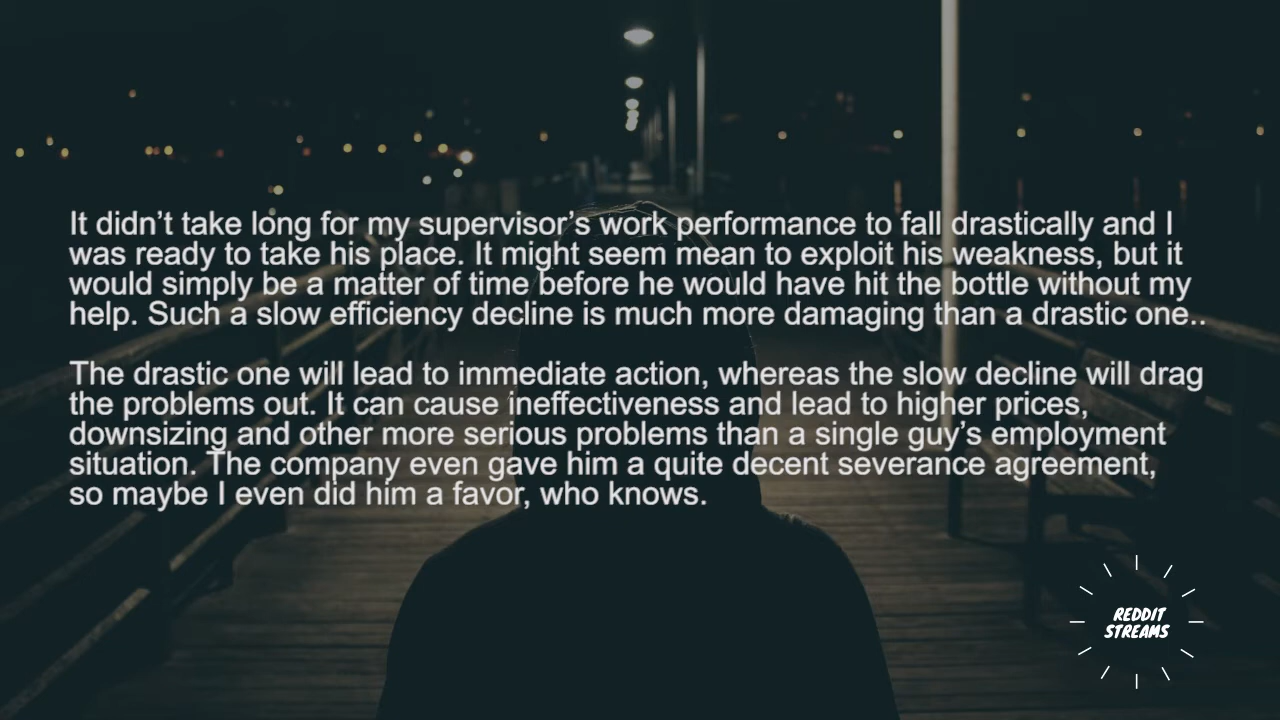 It didn’t take long for my supervisor’s work performance to fall drastically and I
was ready to take his place. It might seem mean to exploit his weakness, but it
would simply be a matter of time before he would have hit the bottle without my
help. Such a slow efficiency decline is much more damaging than a drastic one..
The drastic one will lead to immediate action, whereas the slow decline will drag
the problems out. It can cause ineffectiveness and lead to higher prices,
downsizing and other more serious problems than a single guy’s employment
situation. The company even gave him a quite decent severance agreement,
so maybe I even did him a favor, who knows.
REDDIT
STREAMS